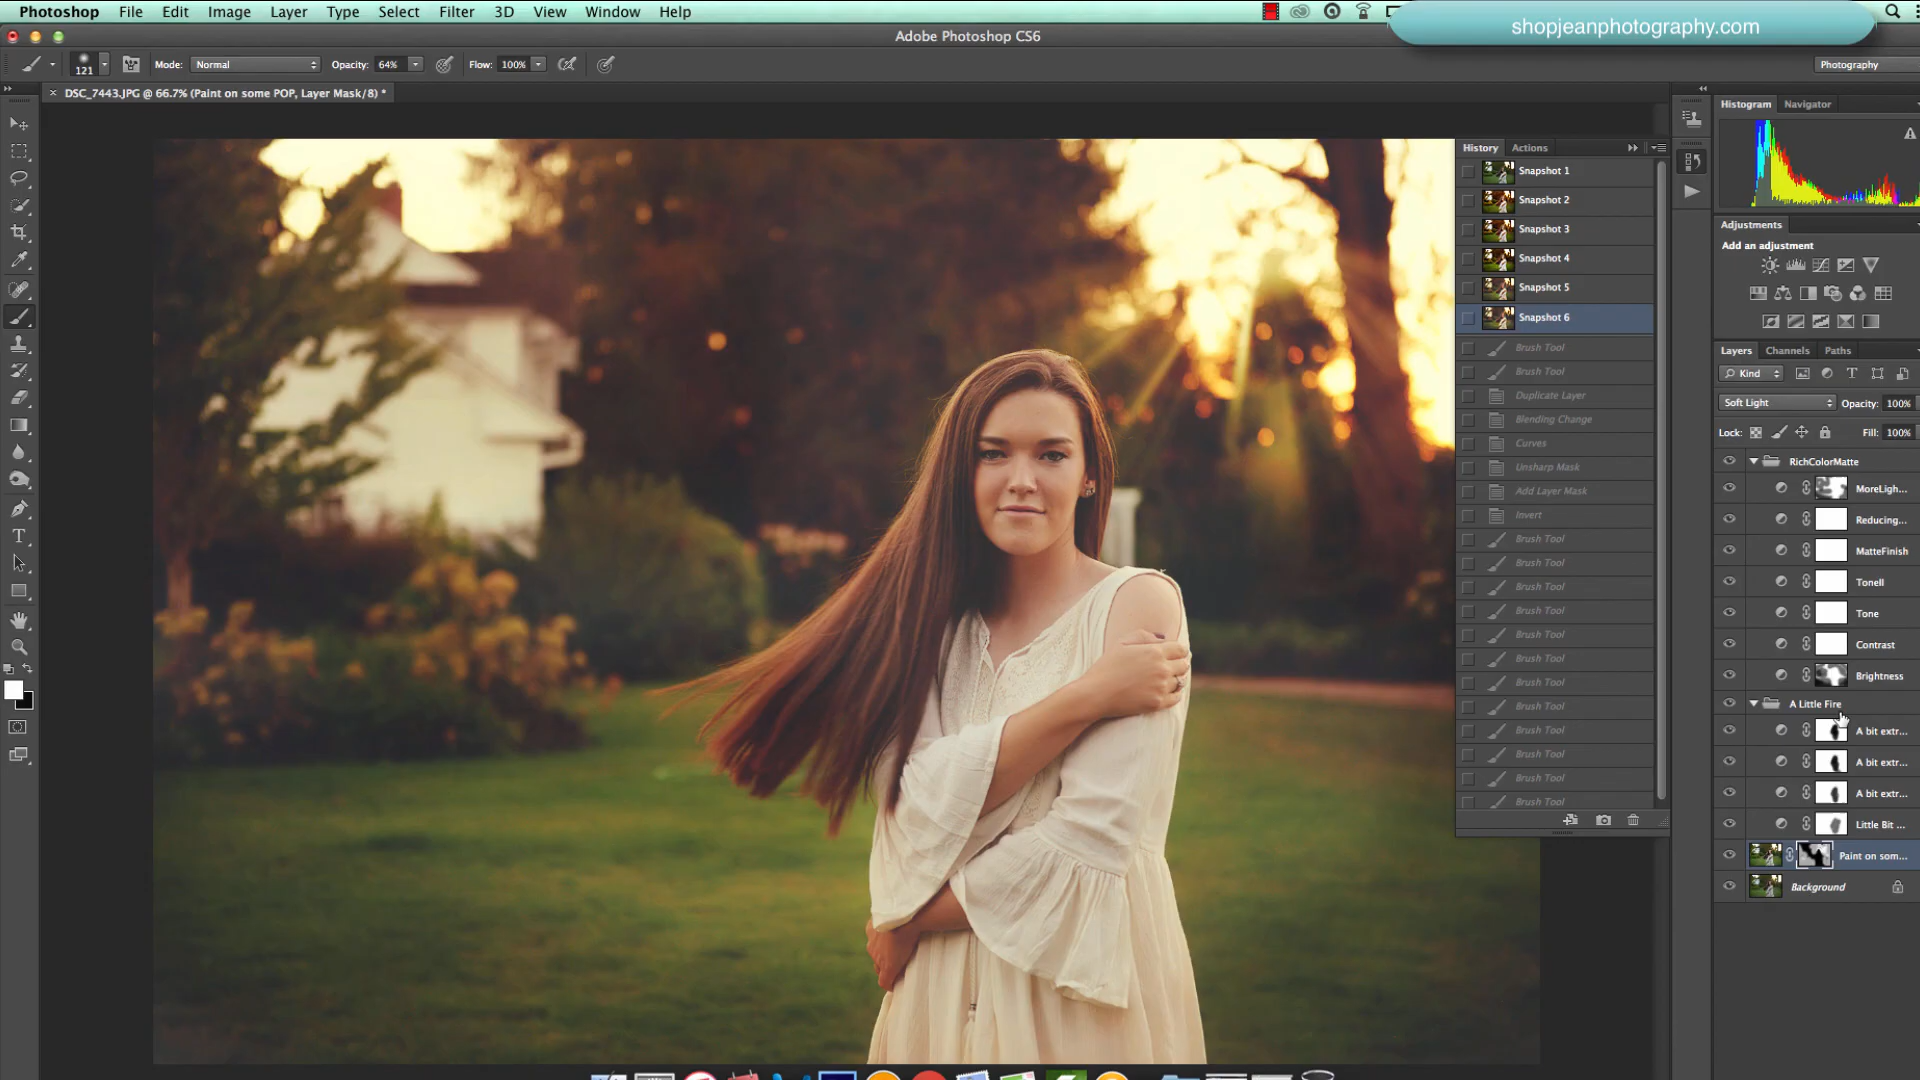 Photoshop File Edit Image Layer Type Select Filter 3D View Window Help
shopjeanphotography.com
Adobe Photoshop CS6
121 Mode: Normal Opacity: 64% Flow: 100% Photography
× DSC_7443.JPG @ 66.7% (Paint on some POP, Layer Mask/8) *
Histogram Navigator
History Actions
Snapshot 1
Snapshot 2
Snapshot 3
Snapshot 4
Snapshot 5
Snapshot 6
Brush Tool
Brush Tool
Duplicate Layer
Blending Change
Curves
Unsharp Mask
Add Layer Mask
Invert
Brush Tool
Brush Tool
Brush Tool
Brush Tool
Brush Tool
Brush Tool
Brush Tool
Brush Tool
Brush Tool
Brush Tool
Brush Tool
Brush Tool
Adjustments
Add an adjustment
Layers Channels Paths
Kind
Soft Light Opacity: 100%
Lock: Fill: 100%
RichColorMatte
MoreLigh...
Reducing...
MatteFinish
ToneII
Tone
Contrast
Brightness
A Little Fire
A bit extr...
A bit extr...
A bit extr...
Little Bit ...
Paint on som...
Background